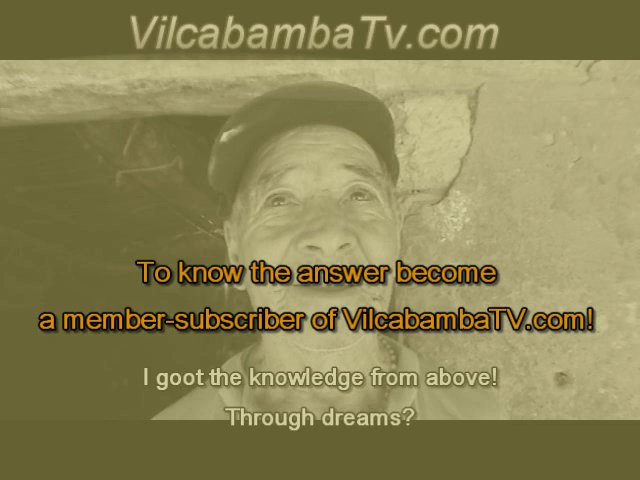 VilcabambaTv.com
To know the answer become
a member-subscriber of VilcabambaTV.com!
I goot the knowledge from above!
Through dreams?